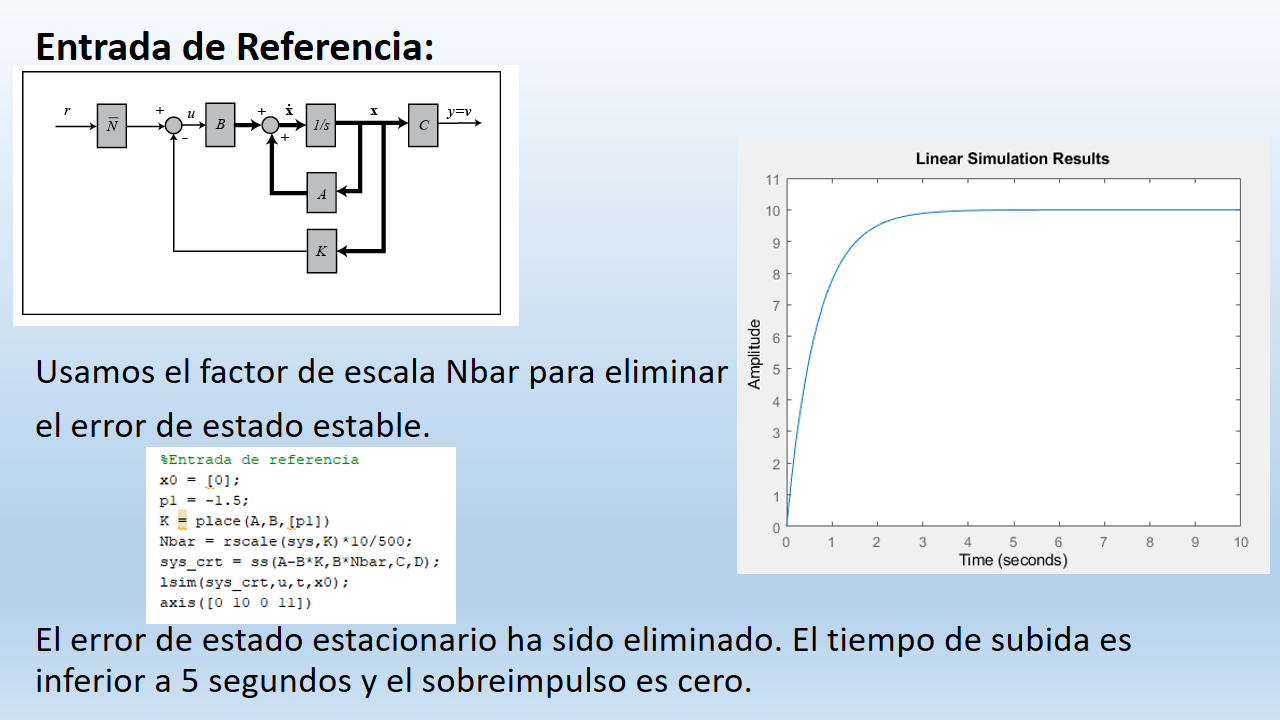 Entrada de Referencia:
r
N̅
+
-
u
B
+
+
ẋ
1/s
x
C
y=v
A
K
Usamos el factor de escala Nbar para eliminar
el error de estado estable.
%Entrada de referencia
x0 = [0];
p1 = -1.5;
K = place(A,B,[p1])
Nbar = rscale(sys,K)*10/500;
sys_crt = ss(A-B*K,B*Nbar,C,D);
lsim(sys_crt,u,t,x0);
axis([0 10 0 11])
Linear Simulation Results
Amplitude
11
10
9
8
7
6
5
4
3
2
1
0
0 1 2 3 4 5 6 7 8 9 10
Time (seconds)
El error de estado estacionario ha sido eliminado. El tiempo de subida es
inferior a 5 segundos y el sobreimpulso es cero.